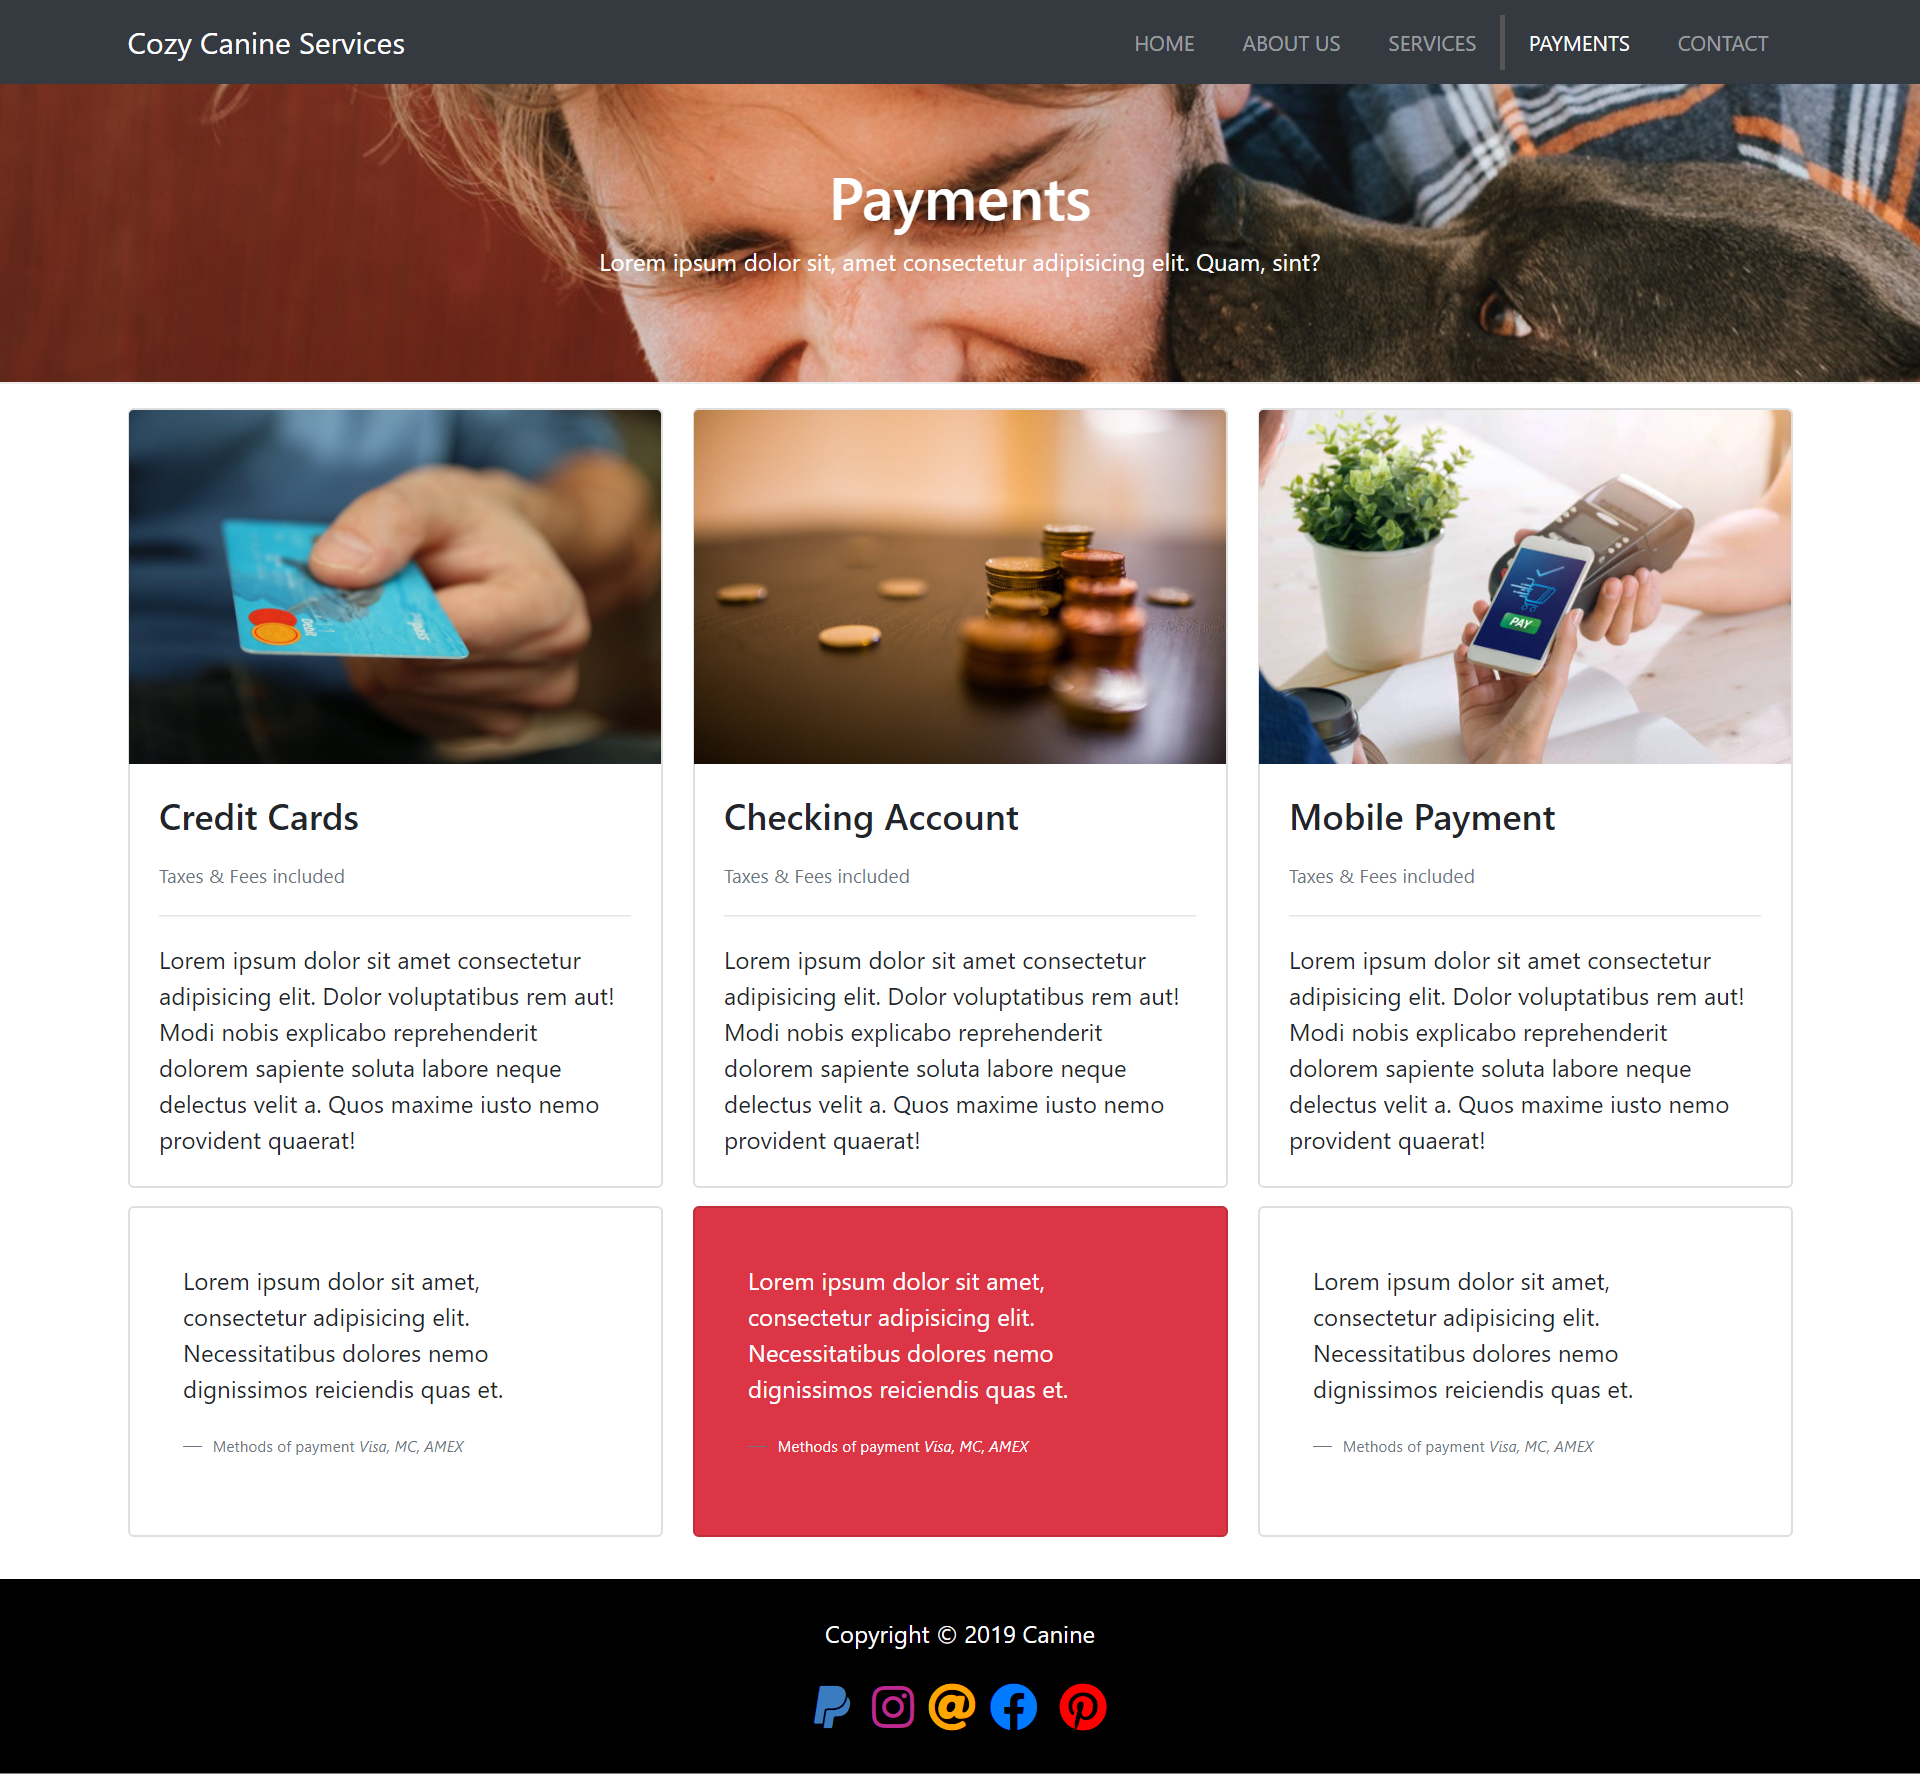 Cozy Canine Services
HOME ABOUT US SERVICES PAYMENTS CONTACT
Payments
Lorem ipsum dolor sit, amet consectetur adipisicing elit. Quam, sint?
Debit
PAY
Credit Cards
Taxes & Fees included
Lorem ipsum dolor sit amet consectetur
adipisicing elit. Dolor voluptatibus rem aut!
Modi nobis explicabo reprehenderit
dolorem sapiente soluta labore neque
delectus velit a. Quos maxime iusto nemo
provident quaerat!
Checking Account
Taxes & Fees included
Lorem ipsum dolor sit amet consectetur
adipisicing elit. Dolor voluptatibus rem aut!
Modi nobis explicabo reprehenderit
dolorem sapiente soluta labore neque
delectus velit a. Quos maxime iusto nemo
provident quaerat!
Mobile Payment
Taxes & Fees included
Lorem ipsum dolor sit amet consectetur
adipisicing elit. Dolor voluptatibus rem aut!
Modi nobis explicabo reprehenderit
dolorem sapiente soluta labore neque
delectus velit a. Quos maxime iusto nemo
provident quaerat!
Lorem ipsum dolor sit amet,
consectetur adipisicing elit.
Necessitatibus dolores nemo
dignissimos reiciendis quas et.
— Methods of payment Visa, MC, AMEX
Lorem ipsum dolor sit amet,
consectetur adipisicing elit.
Necessitatibus dolores nemo
dignissimos reiciendis quas et.
— Methods of payment Visa, MC, AMEX
Lorem ipsum dolor sit amet,
consectetur adipisicing elit.
Necessitatibus dolores nemo
dignissimos reiciendis quas et.
— Methods of payment Visa, MC, AMEX
Copyright © 2019 Canine